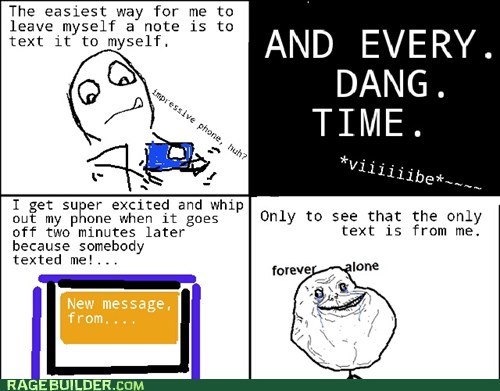 The easiest way for me to
leave myself a note is to
text it to myself.
impressive phone, huh?
AND EVERY.
DANG.
TIME.
*viiiiiibe*~~~~
I get super excited and whip
out my phone when it goes
off two minutes later
because somebody
texted me!...
New message,
from....
Only to see that the only
text is from me.
forever alone
RAGEBUILDER.COM